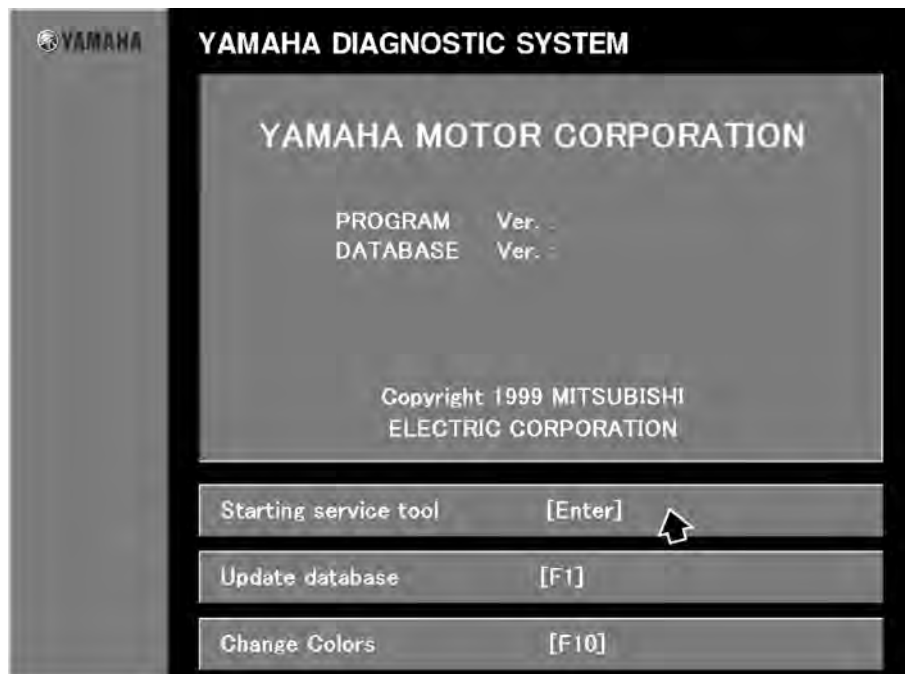 YAMAHA
YAMAHA DIAGNOSTIC SYSTEM
YAMAHA MOTOR CORPORATION
PROGRAM Ver. :
DATABASE Ver. :
Copyright 1999 MITSUBISHI
ELECTRIC CORPORATION
Starting service tool [Enter]
Update database [F1]
Change Colors [F10]